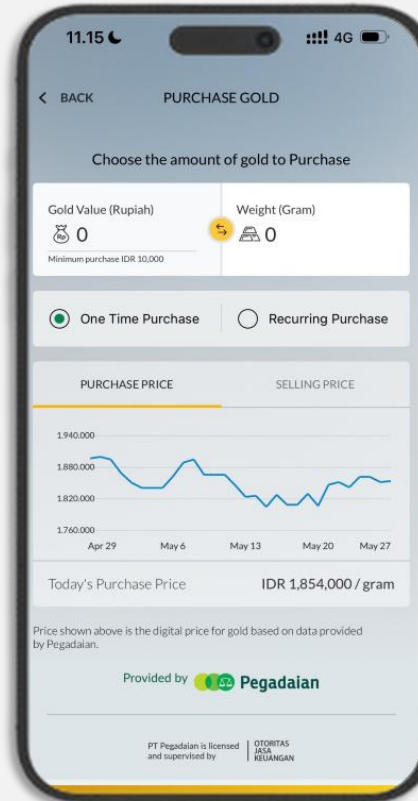 11.15 4G
BACK PURCHASE GOLD
Choose the amount of gold to Purchase
Gold Value (Rupiah) Weight (Gram)
Rp 0 0
Minimum purchase IDR 10,000
One Time Purchase Recurring Purchase
PURCHASE PRICE SELLING PRICE
1.940.000
1.880.000
1.820.000
1.760.000
Apr 29 May 6 May 13 May 20 May 27
Today's Purchase Price IDR 1,854,000 / gram
Price shown above is the digital price for gold based on data provided
by Pegadaian.
Provided by Pegadaian
PT Pegadaian is licensed
and supervised by
OTORITAS
JASA
KEUANGAN